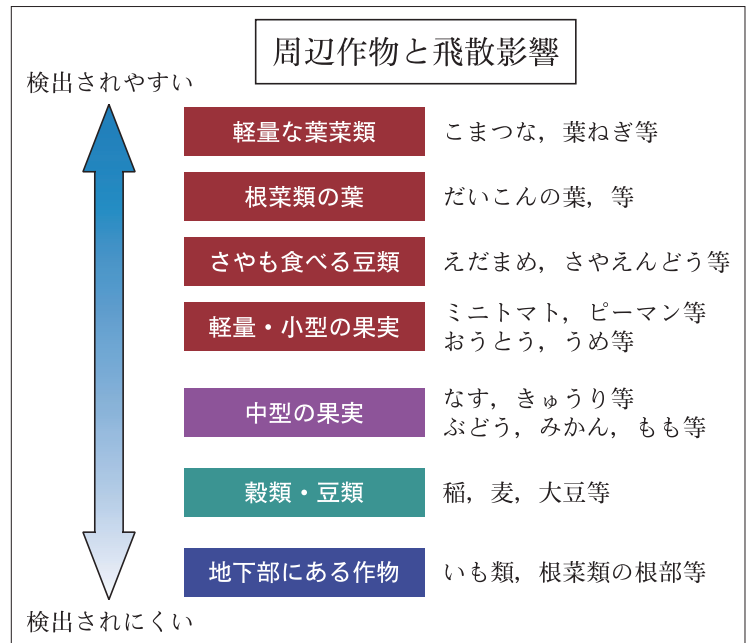 周辺作物と飛散影響
検出されやすい
軽量な葉菜類
こまつな，葉ねぎ等
根菜類の葉
だいこんの葉，等
さやも食べる豆類
えだまめ，さやえんどう等
軽量・小型の果実
ミニトマト，ピーマン等
おうとう，うめ等
中型の果実
なす，きゅうり等
ぶどう，みかん，もも等
穀類・豆類
稲，麦，大豆等
地下部にある作物
いも類，根菜類の根部等
検出されにくい